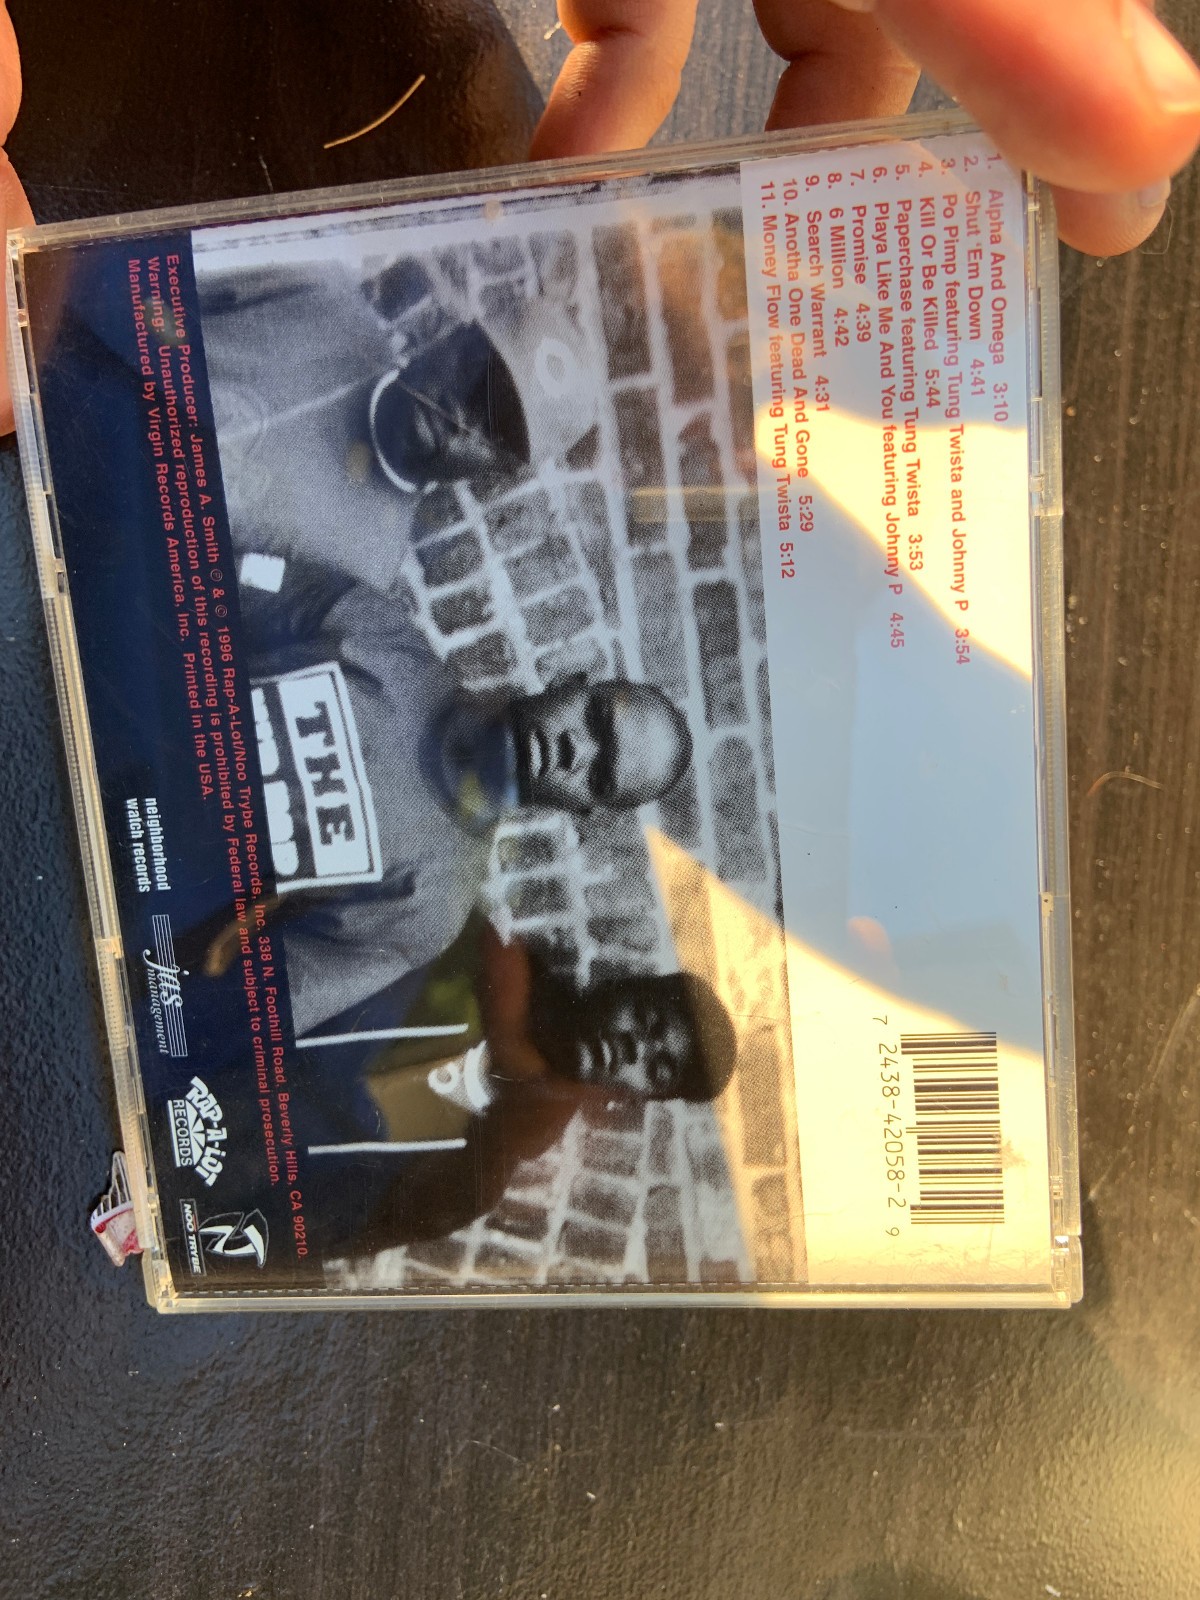 1. Alpha And Omega 3:10
2. Shut 'Em Down 4:41
3. Po Pimp featuring Tung Twista and Johnny P 3:54
4. Kill Or Be Killed 5:44
5. Paperchase featuring Tung Twista 3:53
6. Playa Like Me And You featuring Johnny P 4:45
7. Promise 4:39
8. 6 Million 4:42
9. Search Warrant 4:31
10. Anotha One Dead And Gone 5:29
11. Money Flow featuring Tung Twista 5:12
7 2438-42058-2 9
THE
Executive Producer: James A. Smith ℗ & © 1996 Rap-A-Lot/Noo Trybe Records, Inc. 338 N. Foothill Road, Beverly Hills, CA 90210.
Warning: Unauthorized reproduction of this recording is prohibited by Federal law and subject to criminal prosecution.
Manufactured by Virgin Records America, Inc. Printed in the USA.
neighborhood
watch records
jas
management
RAP-A-LOT
RECORDS
NOO TRYBE